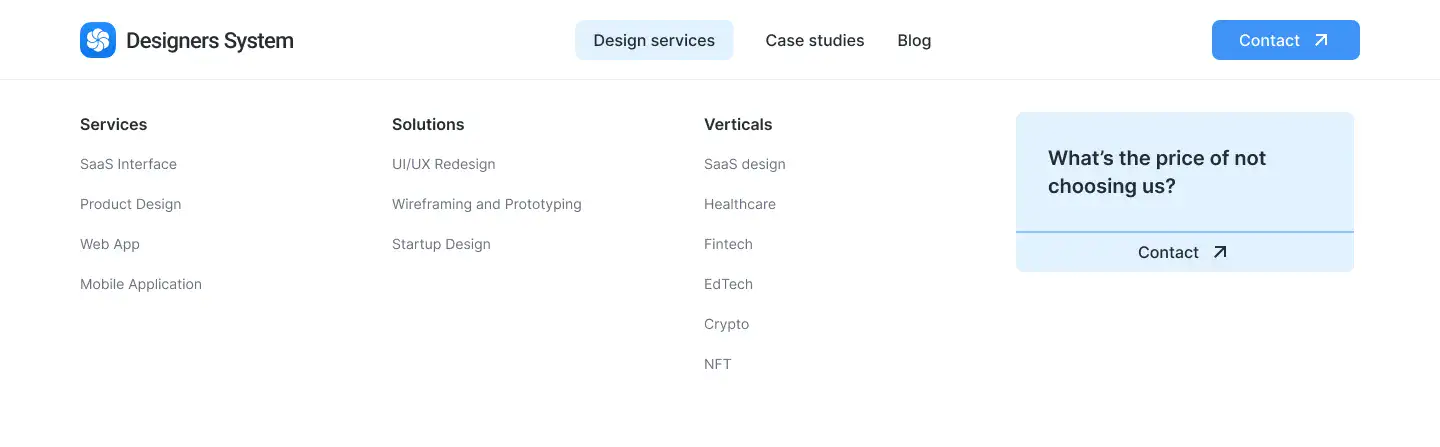 Designers System
Design services
Case studies
Blog
Contact
Services
SaaS Interface
Product Design
Web App
Mobile Application
Solutions
UI/UX Redesign
Wireframing and Prototyping
Startup Design
Verticals
SaaS design
Healthcare
Fintech
EdTech
Crypto
NFT
What’s the price of not
choosing us?
Contact